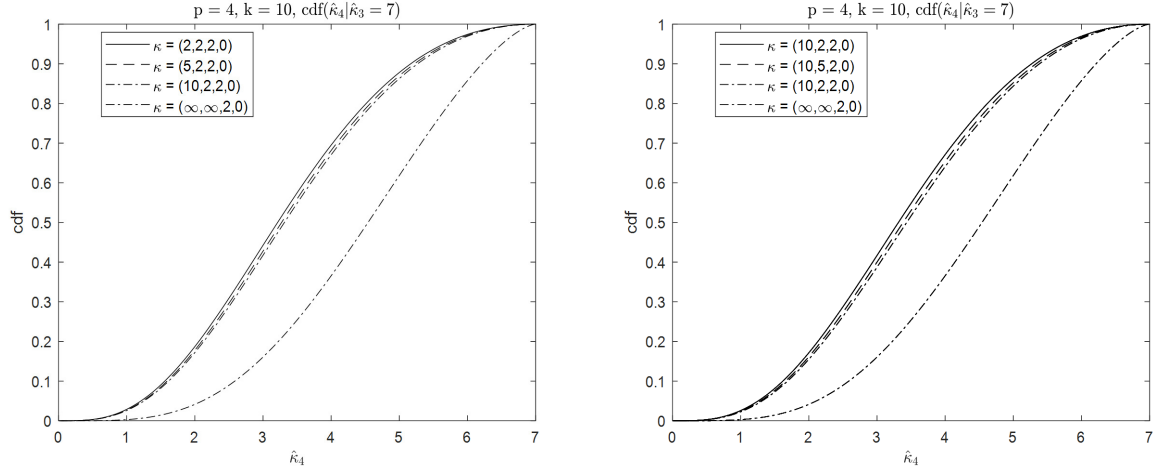 p = 4, k = 10, cdf(κ̂₄|κ̂₃ = 7)
1
0.9
0.8
0.7
0.6
0.5
0.4
0.3
0.2
0.1
0
cdf
κ = (2,2,2,0)
κ = (5,2,2,0)
κ = (10,2,2,0)
κ = (∞,∞,2,0)
0 1 2 3 4 5 6 7
κ̂₄
p = 4, k = 10, cdf(κ̂₄|κ̂₃ = 7)
1
0.9
0.8
0.7
0.6
0.5
0.4
0.3
0.2
0.1
0
cdf
κ = (10,2,2,0)
κ = (10,5,2,0)
κ = (10,2,2,0)
κ = (∞,∞,2,0)
0 1 2 3 4 5 6 7
κ̂₄